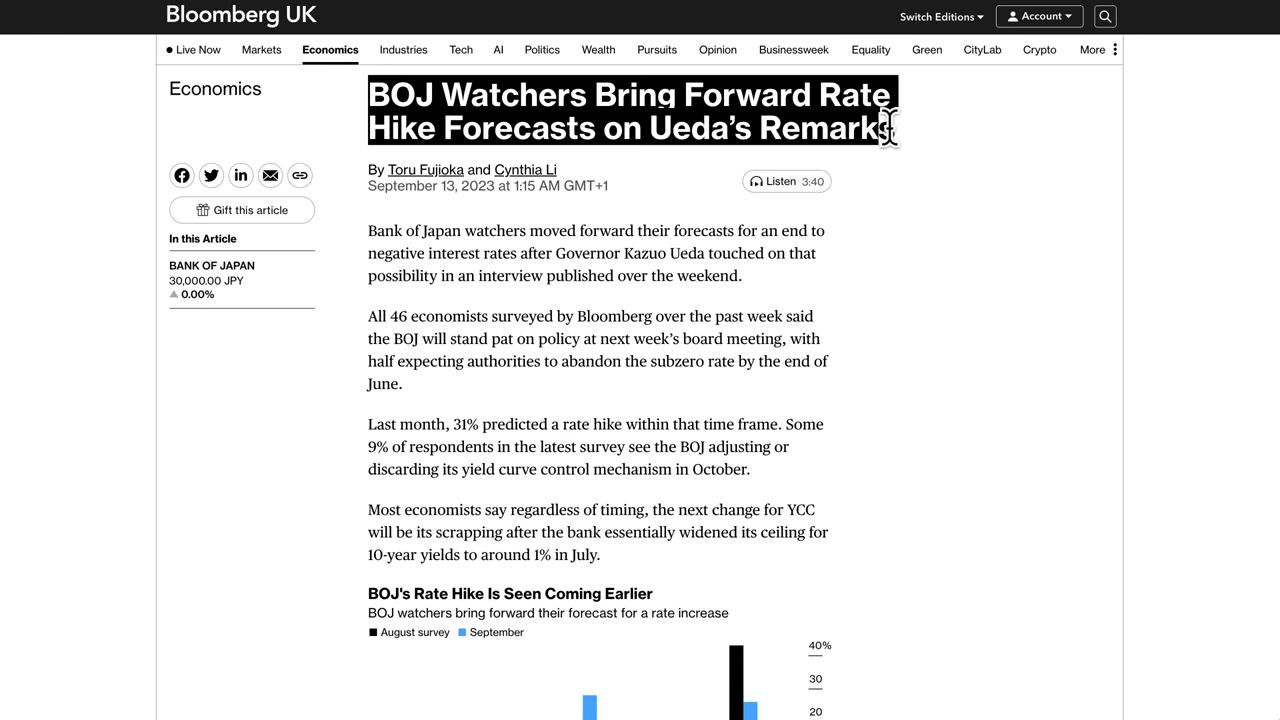 Bloomberg UK
Switch Editions
Account
Live Now
Markets
Economics
Industries
Tech
AI
Politics
Wealth
Pursuits
Opinion
Businessweek
Equality
Green
CityLab
Crypto
More
Economics
BOJ Watchers Bring Forward Rate
Hike Forecasts on Ueda's Remarks
By Toru Fujioka and Cynthia Li
September 13, 2023 at 1:15 AM GMT+1
Listen 3:40
Gift this article
In this Article
BANK OF JAPAN
30,000.00 JPY
0.00%
Bank of Japan watchers moved forward their forecasts for an end to
negative interest rates after Governor Kazuo Ueda touched on that
possibility in an interview published over the weekend.
All 46 economists surveyed by Bloomberg over the past week said
the BOJ will stand pat on policy at next week's board meeting, with
half expecting authorities to abandon the subzero rate by the end of
June.
Last month, 31% predicted a rate hike within that time frame. Some
9% of respondents in the latest survey see the BOJ adjusting or
discarding its yield curve control mechanism in October.
Most economists say regardless of timing, the next change for YCC
will be its scrapping after the bank essentially widened its ceiling for
10-year yields to around 1% in July.
BOJ's Rate Hike Is Seen Coming Earlier
BOJ watchers bring forward their forecast for a rate increase
August survey
September
40%
30
20